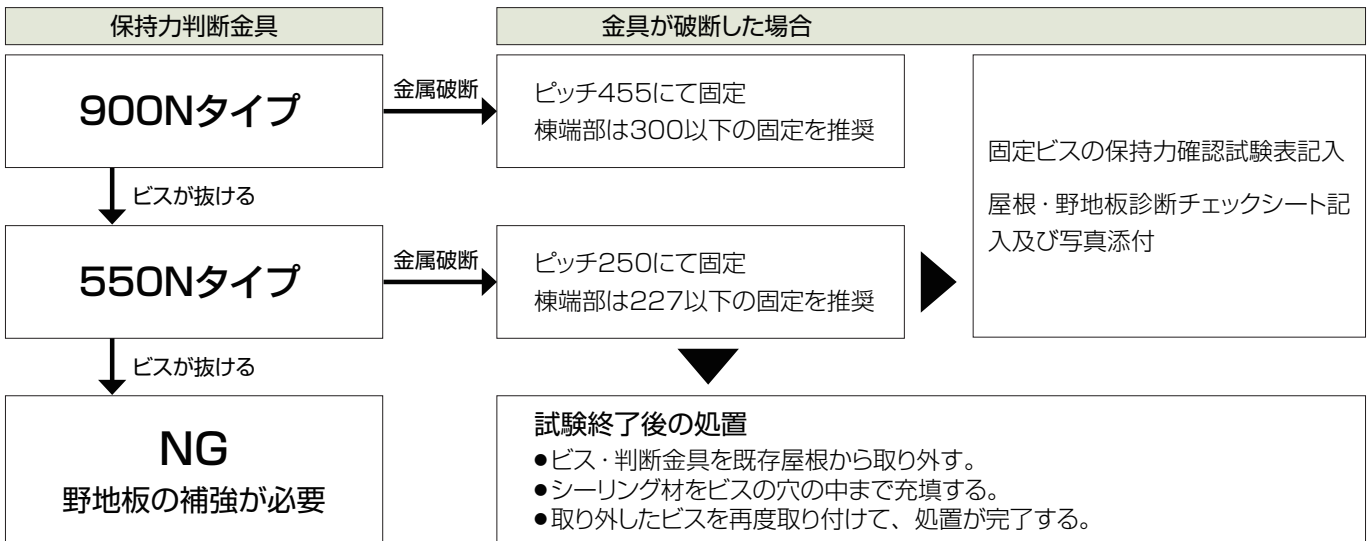 保持力判断金具
金具が破断した場合
900Nタイプ
金属破断
ピッチ455にて固定
棟端部は300以下の固定を推奨
ビスが抜ける
550Nタイプ
金属破断
ピッチ250にて固定
棟端部は227以下の固定を推奨
固定ビスの保持力確認試験表記入
屋根・野地板診断チェックシート記
入及び写真添付
ビスが抜ける
NG
野地板の補強が必要
試験終了後の処置
●ビス・判断金具を既存屋根から取り外す。
●シーリング材をビスの穴の中まで充填する。
●取り外したビスを再度取り付けて、処置が完了する。